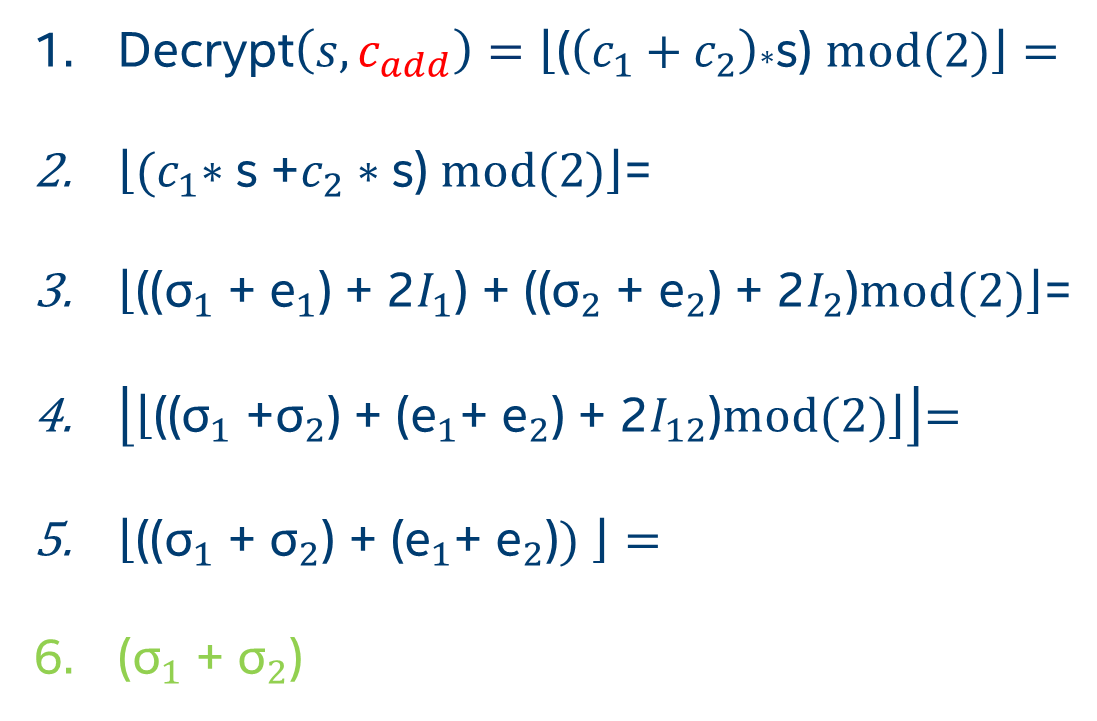 1. Decrypt(s, c_add) = ⌊((c₁ + c₂)*s) mod(2)⌋ =
2. ⌊(c₁* s +c₂ * s) mod(2)⌋=
3. ⌊((σ₁ + e₁) + 2I₁) + ((σ₂ + e₂) + 2I₂)mod(2)⌋=
4. ⌊⌊((σ₁ +σ₂) + (e₁+ e₂) + 2I₁₂)mod(2)⌋⌋=
5. ⌊((σ₁ + σ₂) + (e₁+ e₂)) ⌋ =
6. (σ₁ + σ₂)